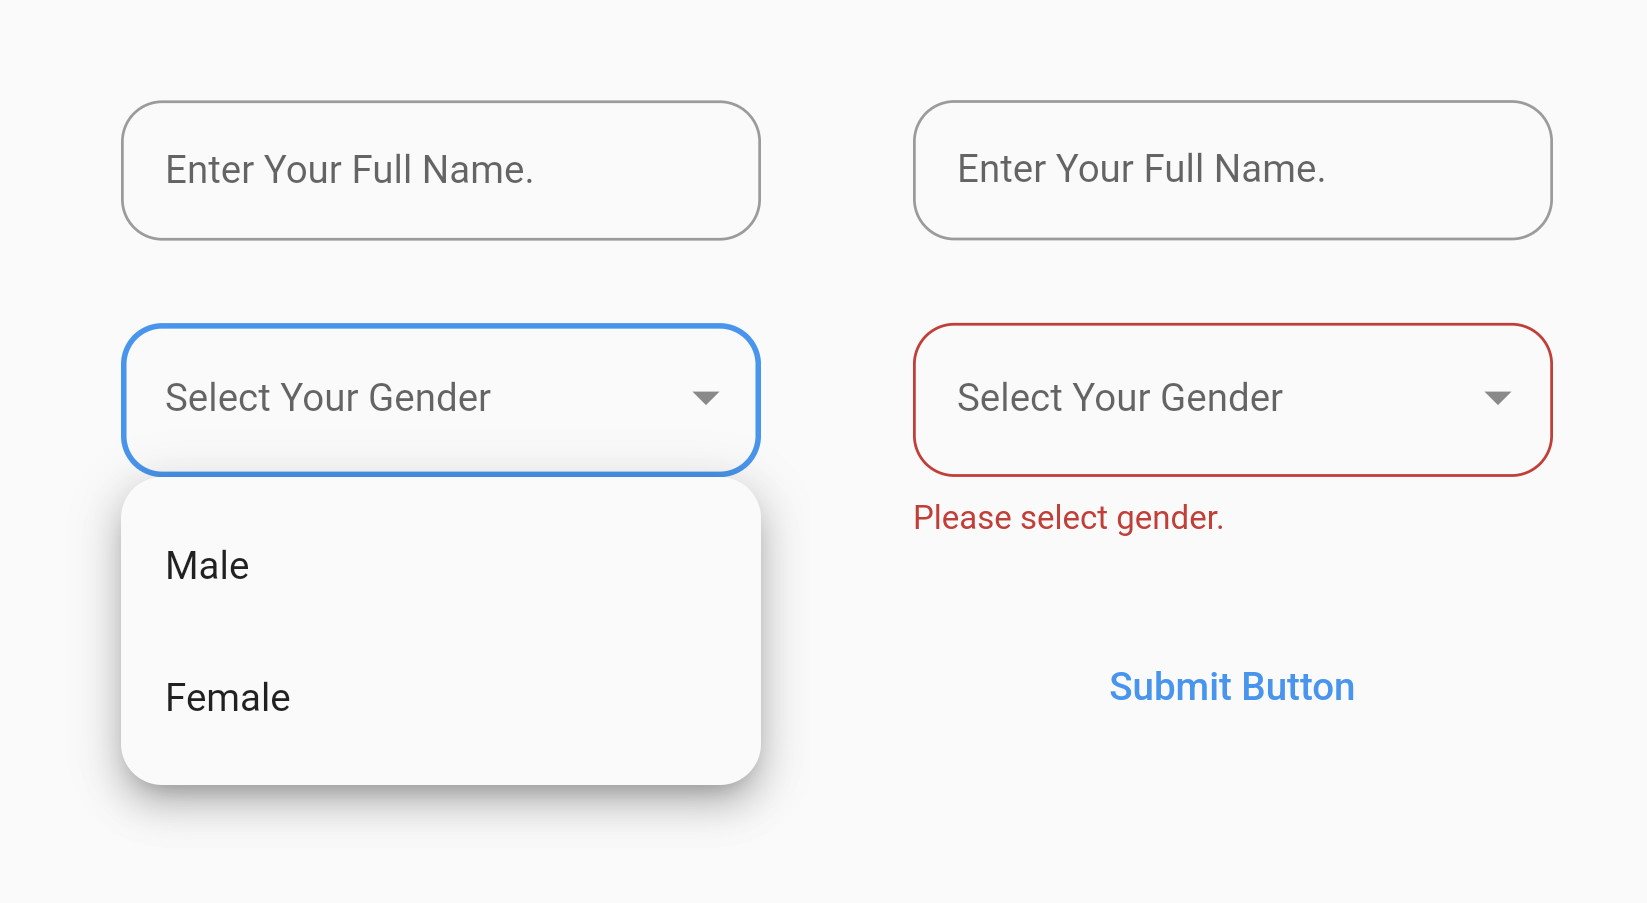 Enter Your Full Name.
Select Your Gender
Male
Female
Enter Your Full Name.
Select Your Gender
Please select gender.
Submit Button